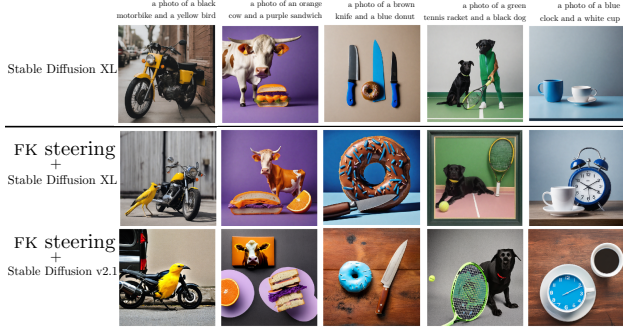 a photo of a black
motorbike and a yellow bird
a photo of an orange
cow and a purple sandwich
a photo of a brown
knife and a blue donut
a photo of a green
tennis racket and a black dog
a photo of a blue
clock and a white cup
Stable Diffusion XL
FK steering
+
Stable Diffusion XL
FK steering
+
Stable Diffusion v2.1